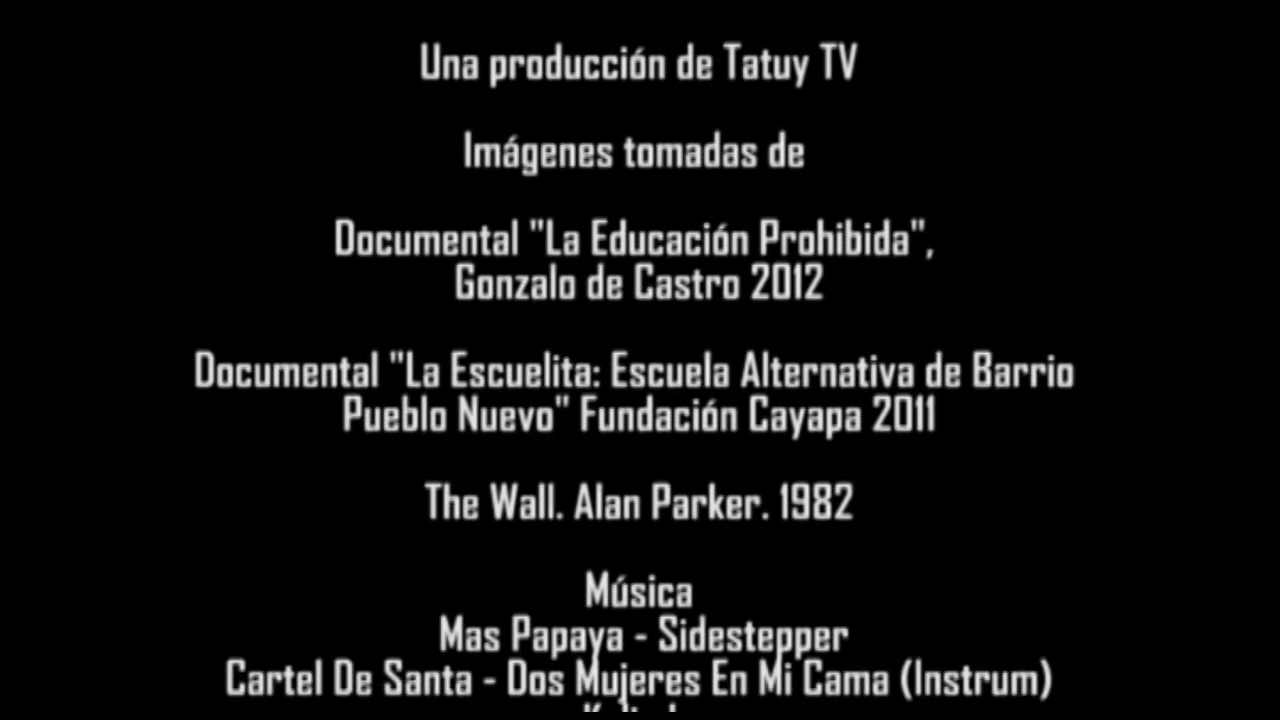 Una producción de Tatuy TV
Imágenes tomadas de
Documental "La Educación Prohibida",
Gonzalo de Castro 2012
Documental "La Escuelita: Escuela Alternativa de Barrio
Pueblo Nuevo" Fundación Cayapa 2011
The Wall. Alan Parker. 1982
Música
Mas Papaya - Sidestepper
Cartel De Santa - Dos Mujeres En Mi Cama (Instrum)